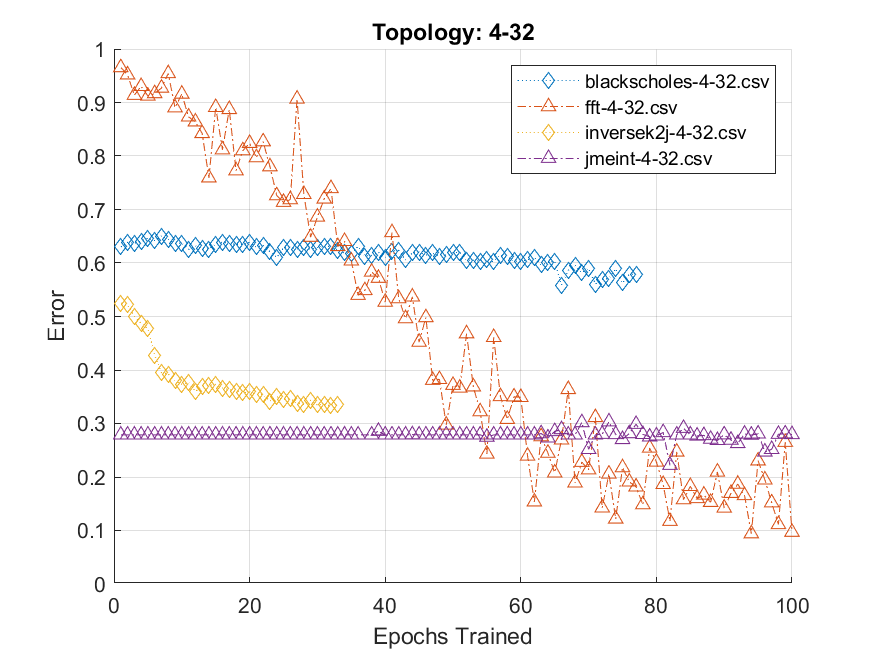 Topology: 4-32
1
0.9
0.8
0.7
0.6
0.5
0.4
0.3
0.2
0.1
0
Error
blackscholes-4-32.csv
fft-4-32.csv
inversek2j-4-32.csv
jmeint-4-32.csv
0 20 40 60 80 100
Epochs Trained